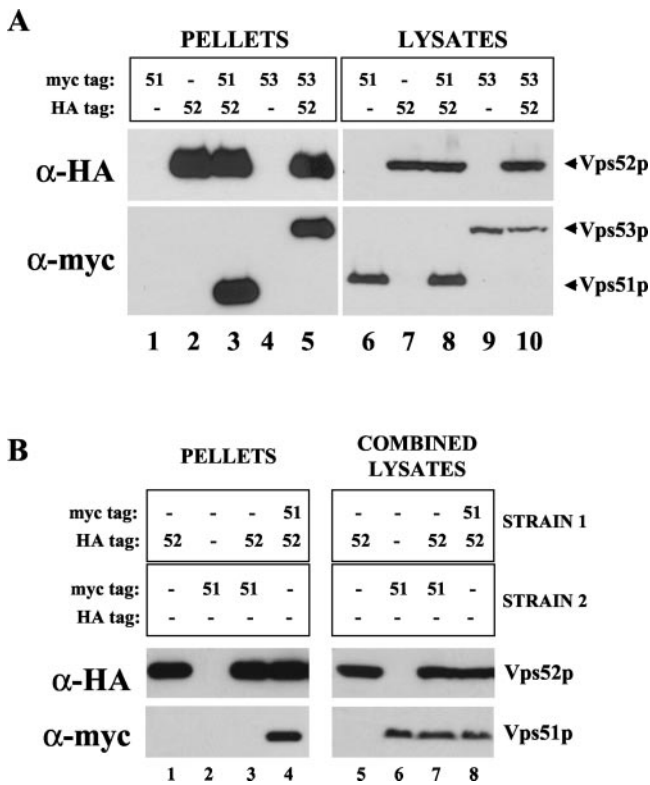 A
PELLETS LYSATES
myc tag: 51 - 51 53 53 51 - 51 53 53
HA tag: - 52 52 - 52 - 52 52 - 52
α-HA ◄Vps52p
α-myc ◄Vps53p
◄Vps51p
1 2 3 4 5 6 7 8 9 10
B
PELLETS COMBINED
LYSATES
myc tag: - - - 51 - - - 51 STRAIN 1
HA tag: 52 - 52 52 52 - 52 52
myc tag: - 51 51 - - 51 51 - STRAIN 2
HA tag: - - - - - - - -
α-HA Vps52p
α-myc Vps51p
1 2 3 4 5 6 7 8